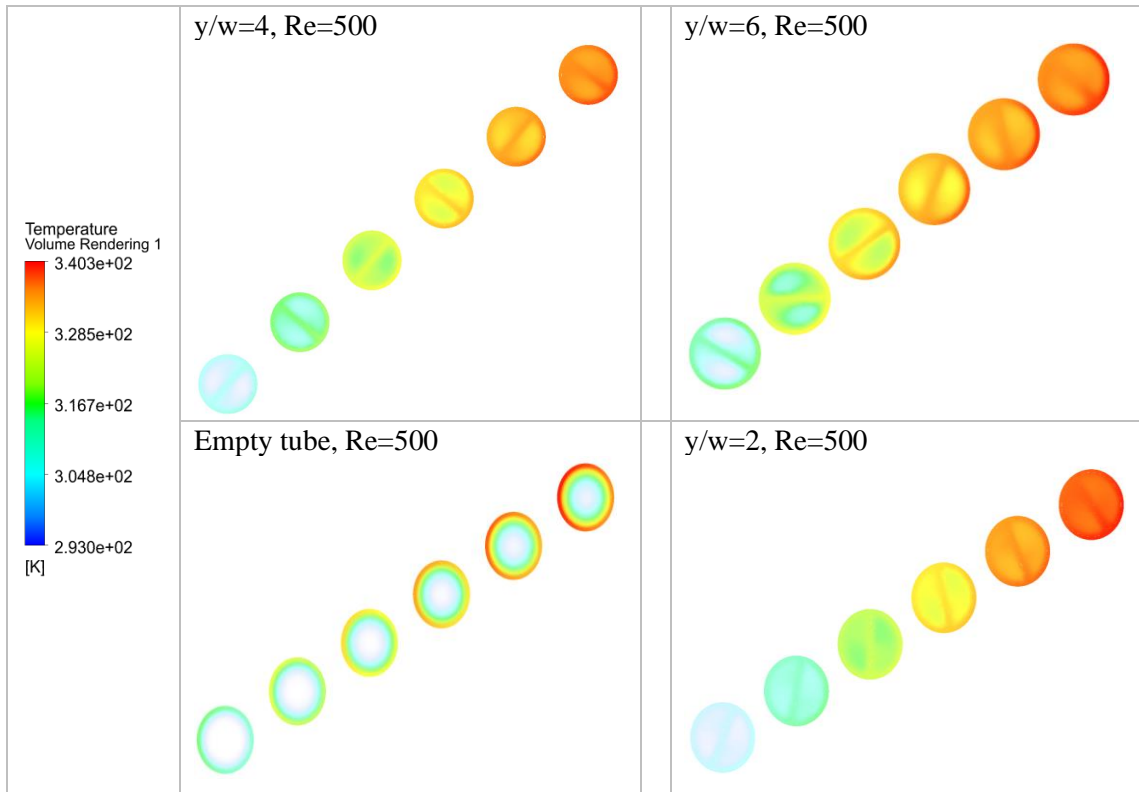 y/w=4, Re=500
y/w=6, Re=500
Temperature
Volume Rendering 1
3.403e+02
3.285e+02
3.167e+02
3.048e+02
2.930e+02
[K]
Empty tube, Re=500
y/w=2, Re=500